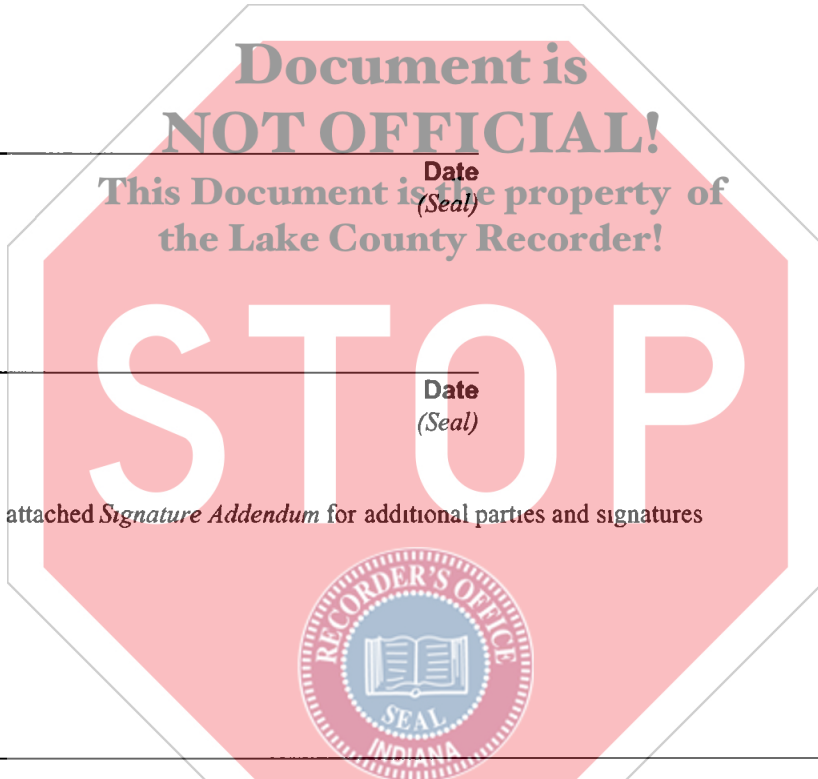 Document is
NOT OFFICIAL!
Date
This Document is the property of
(Seal)
the Lake County Recorder!
STOP
Date
(Seal)
attached Signature Addendum for additional parties and signatures
RECORDER'S OFFICE
SEAL
INDIANA